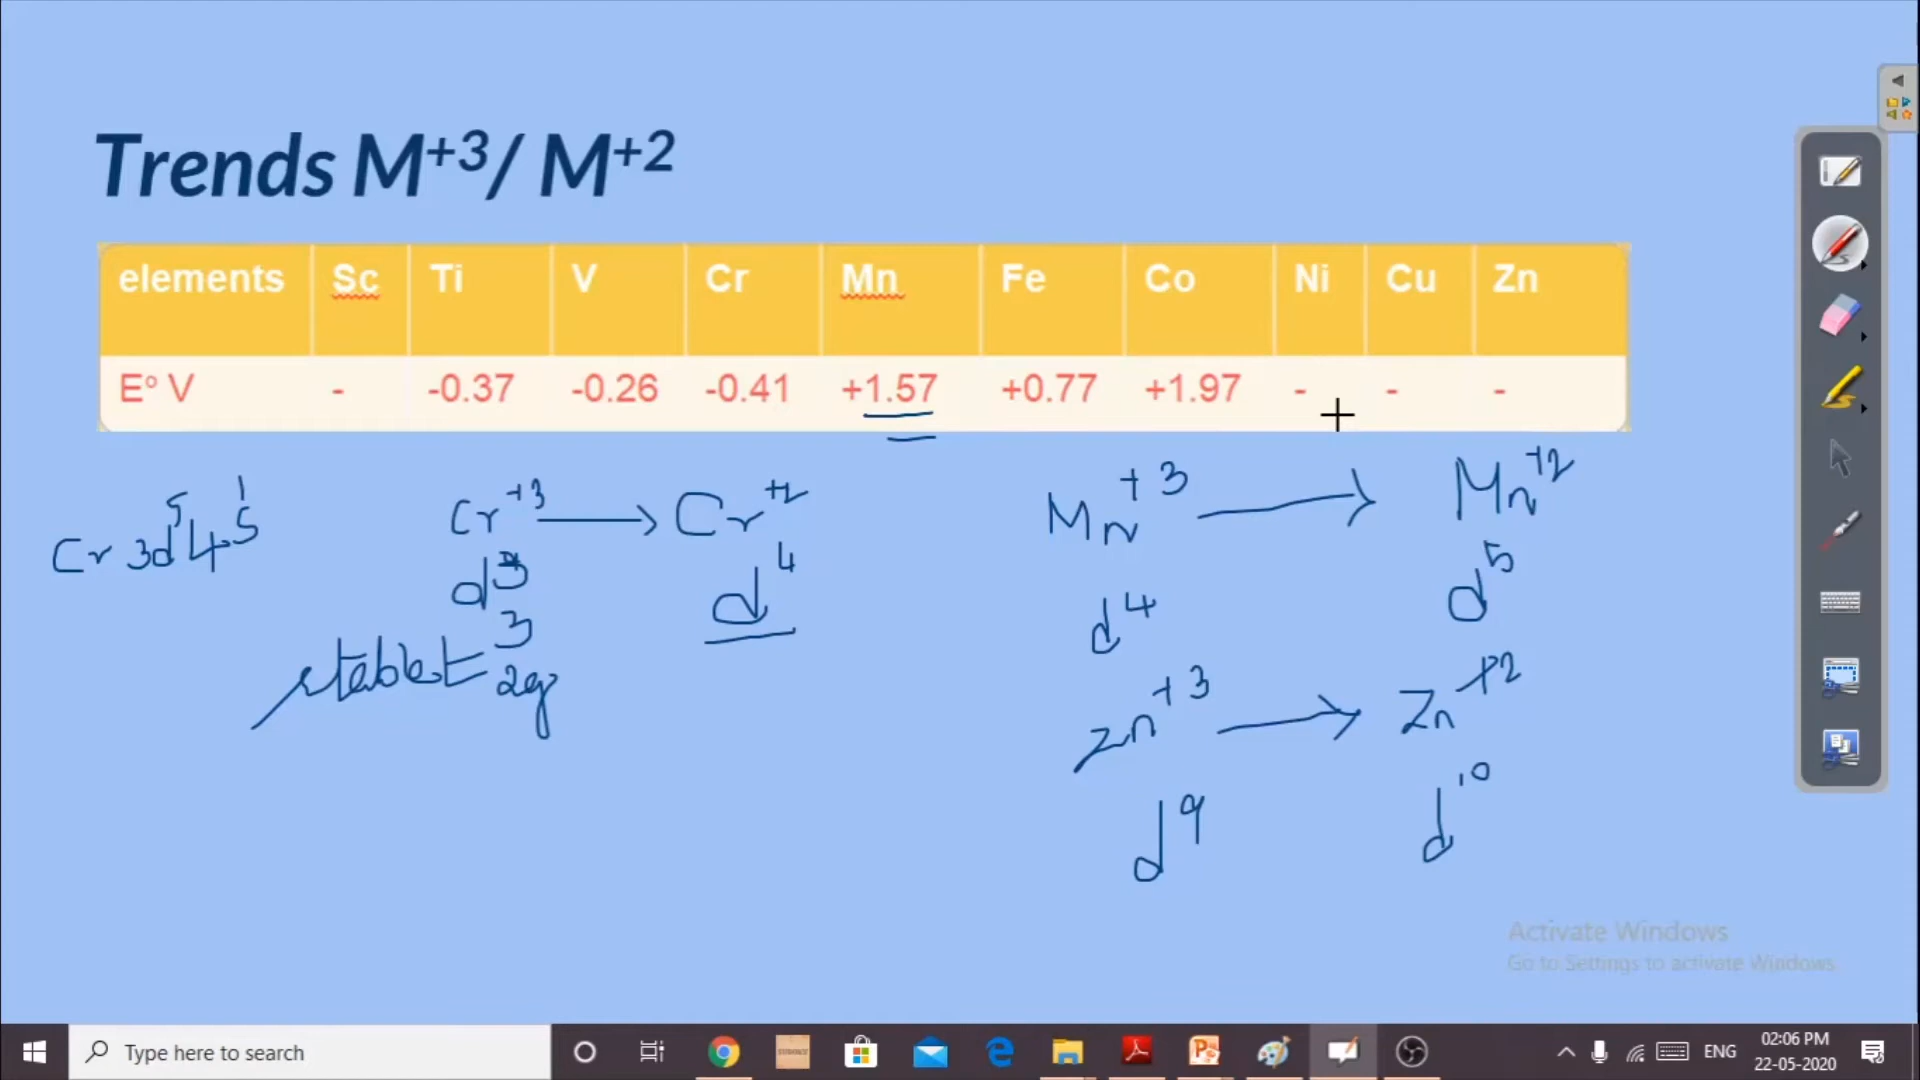 Trends M+3/ M+2
elements Sc Ti V Cr Mn Fe Co Ni Cu Zn
E° V - -0.37 -0.26 -0.41 +1.57 +0.77 +1.97 - - -
Cr 3d5 4s1
Cr+3 → Cr+2
d3 d4
stable t2g3
Mn+3 → Mn+2
d4 d5
Zn+3 → Zn+2
d9 d10
Activate Windows
Go to Settings to activate Windows.
Type here to search
ENG
02:06 PM
22-05-2020